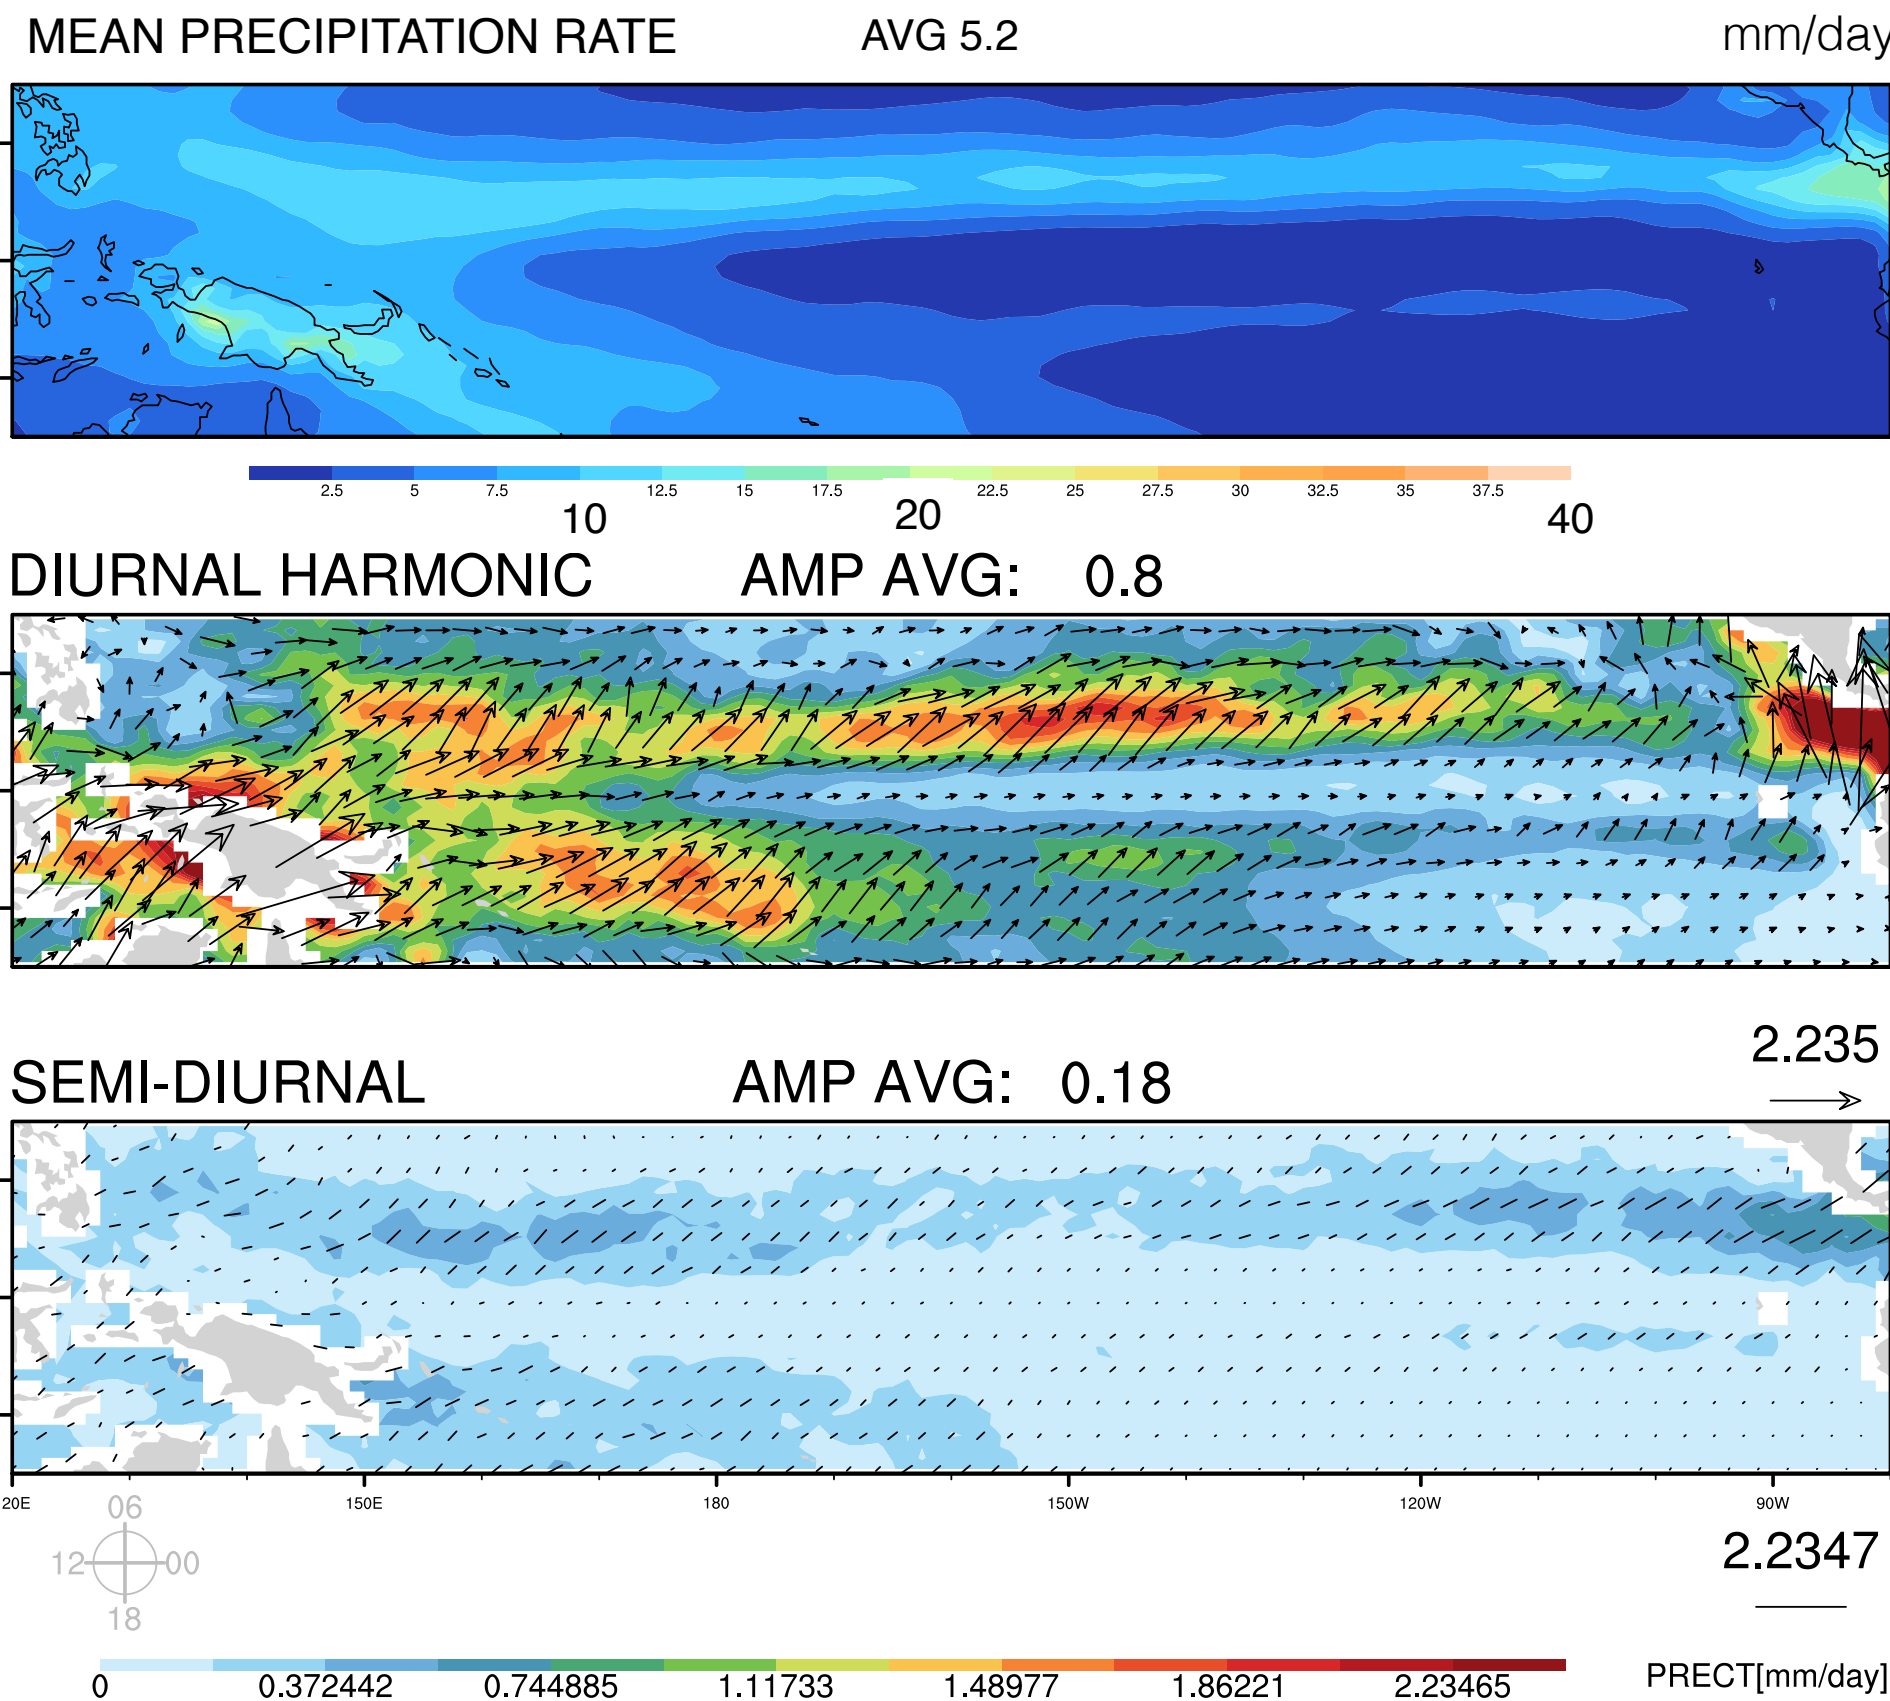 MEAN PRECIPITATION RATE AVG 5.2 mm/day
2.5 5 7.5 12.5 15 17.5 22.5 25 27.5 30 32.5 35 37.5
10 20 40
DIURNAL HARMONIC AMP AVG: 0.8
2.235
SEMI-DIURNAL AMP AVG: 0.18
20E 150E 180 150W 120W 90W
06
12 00
18
2.2347
0 0.372442 0.744885 1.11733 1.48977 1.86221 2.23465 PRECT[mm/day]